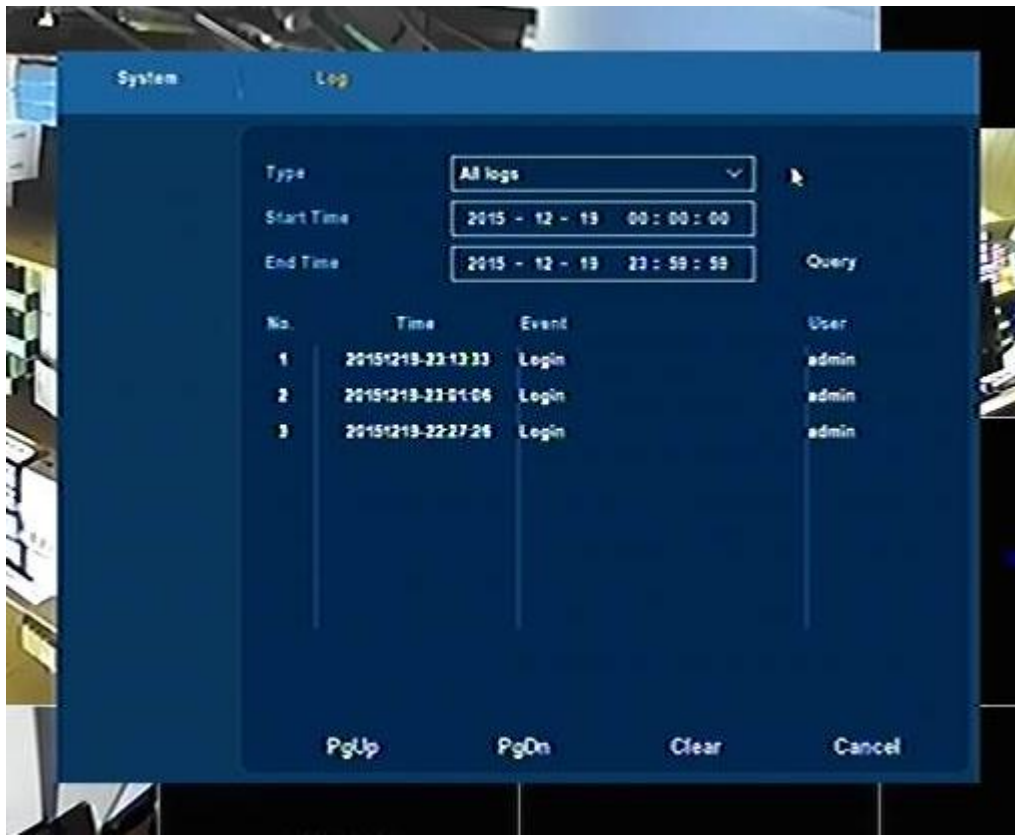 System Log
Type All logs
Start Time 2015 - 12 - 19 00 : 00 : 00
End Time 2015 - 12 - 19 23 : 59 : 59 Query
No. Time Event User
1 20151219-23:13:33 Login admin
2 20151219-23:01:06 Login admin
3 20151219-22:27:26 Login admin
PgUp PgDn Clear Cancel